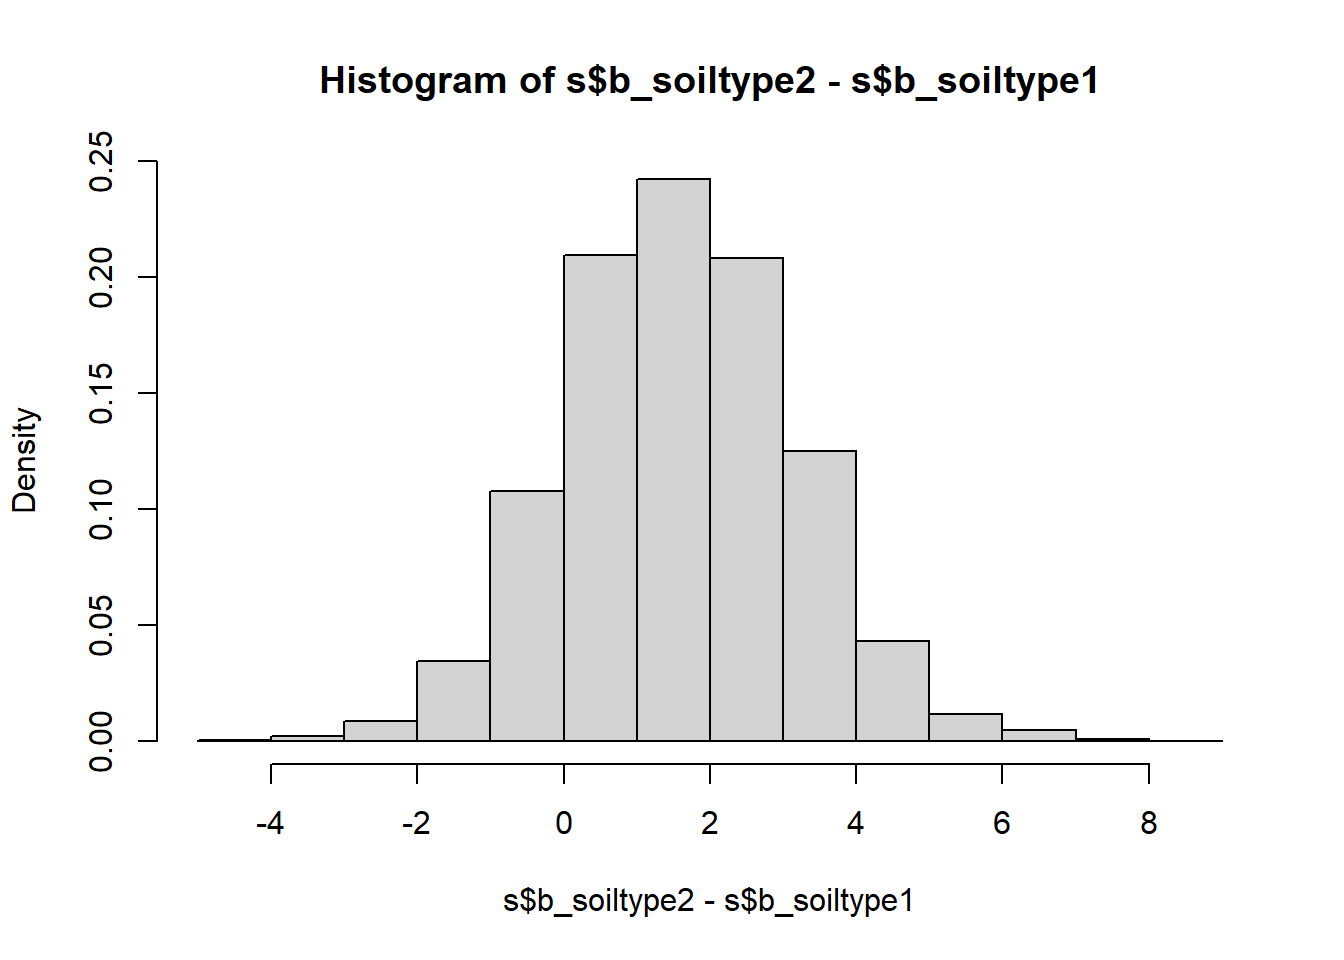 Histogram of s$b_soiltype2 - s$b_soiltype1
0.25
0.20
0.15
0.10
0.05
0.00
Density
-4 -2 0 2 4 6 8
s$b_soiltype2 - s$b_soiltype1